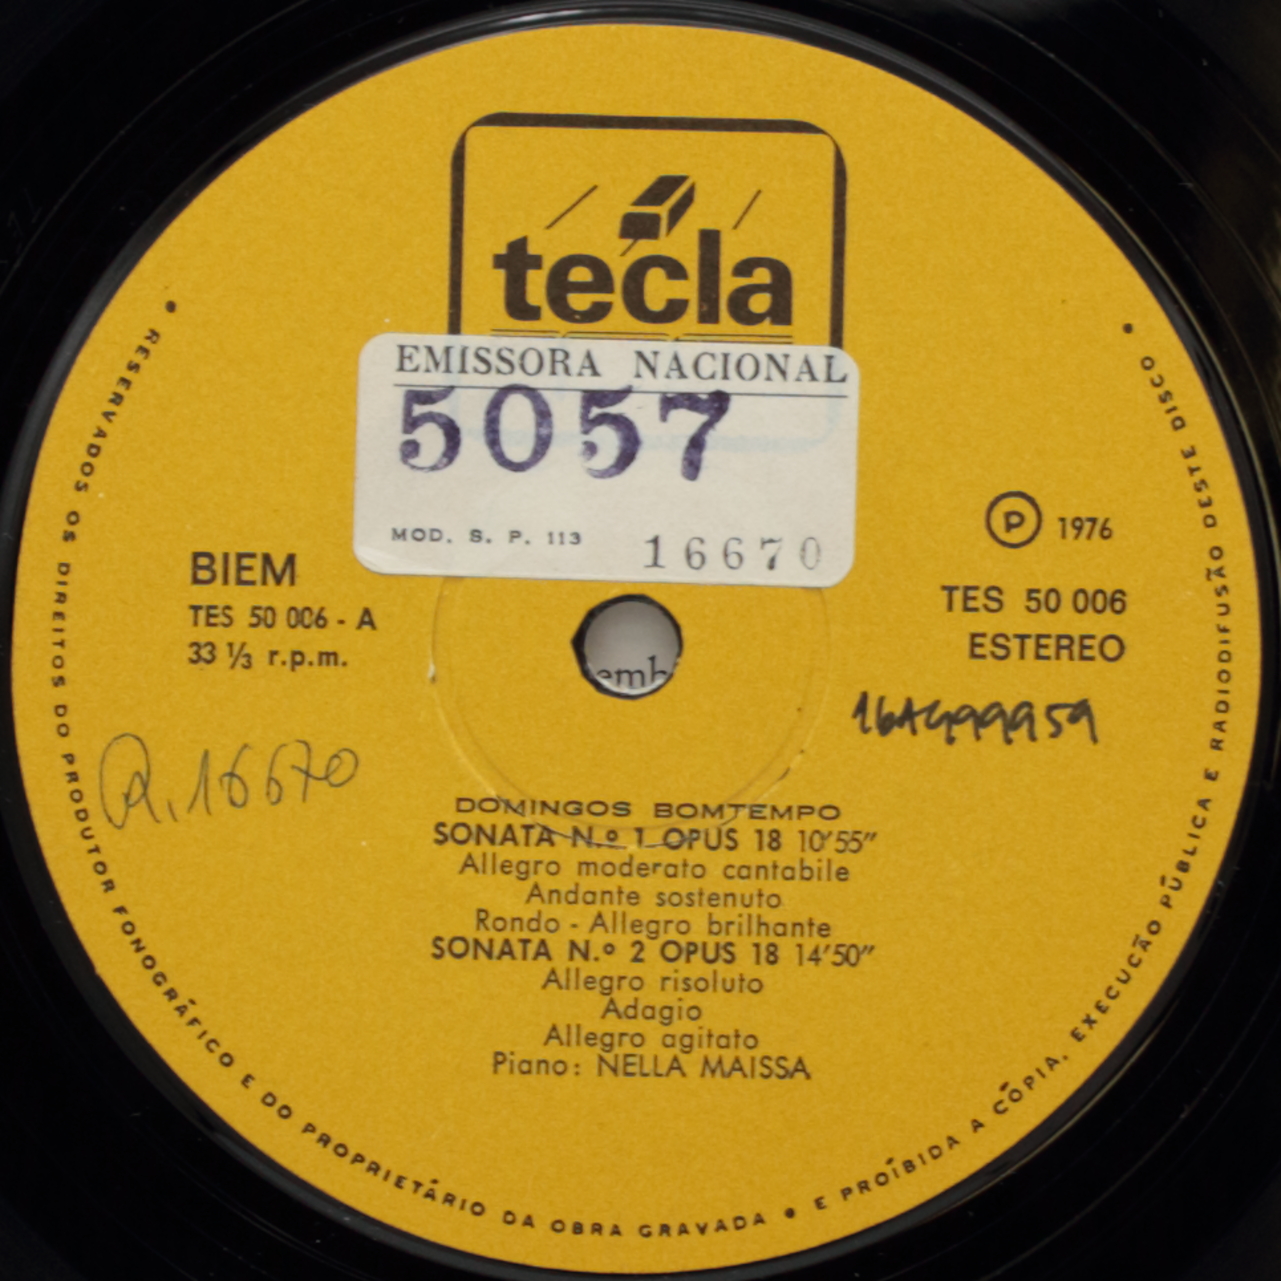 tecla
EMISSORA NACIONAL
5057
MOD. S. P. 113
16670
BIEM
TES 50 006 - A
33 ⅓ r.p.m.
P 1976
TES 50 006
ESTEREO
R. 16670
DOMINGOS BOMTEMPO
SONATA N.º 1 OPUS 18 10'55"
Allegro moderato cantabile
Andante sostenuto
Rondo - Allegro brilhante
SONATA N.º 2 OPUS 18 14'50"
Allegro risoluto
Adagio
Allegro agitato
Piano: NELLA MAISSA
• RESERVADOS OS DIREITOS DO PRODUTOR FONOGRÁFICO E DO PROPRIETÁRIO DA OBRA GRAVADA • E PROÍBIDA A CÓPIA, EXECUCÃO PÚBLICA E RADIODIFUSÃO DESTE DISCO •